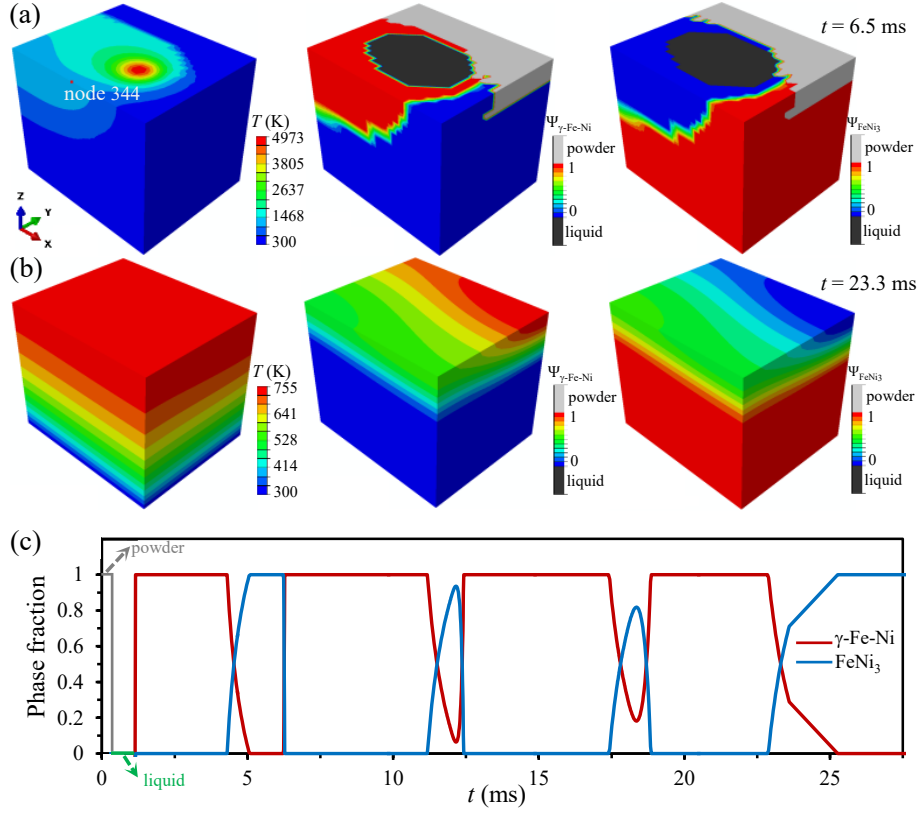 (a)
t = 6.5 ms
node 344
T
(K)
4973
3805
2637
1468
300
Z
Y
X
Ψγ-Fe-Ni
powder
1
0
liquid
ΨFeNi₃
powder
1
0
liquid
(b)
t = 23.3 ms
T (K)
755
641
528
414
300
Ψγ-Fe-Ni
powder
1
0
liquid
ΨFeNi₃
powder
1
0
liquid
(c)
powder
Phase fraction
1
0.8
0.6
0.4
0.2
0
γ-Fe-Ni
FeNi₃
0 5 10 15 20 25
liquid
t (ms)